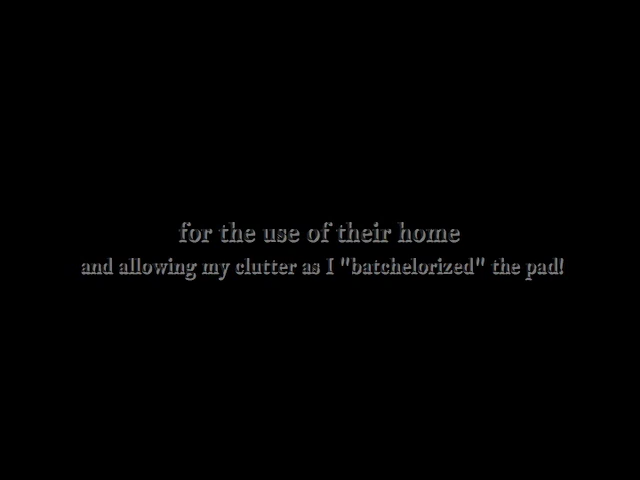 for the use of their home
and allowing my clutter as I "batchelorized" the pad!